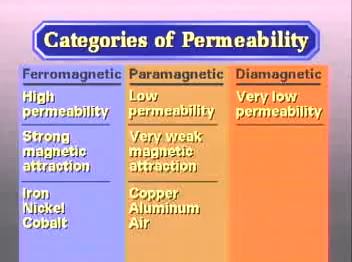 Categories of Permeability
Ferromagnetic Paramagnetic Diamagnetic
High permeability
Low permeability
Very low permeability
Strong magnetic attraction
Very weak magnetic attraction
Iron
Nickel
Cobalt
Copper
Aluminum
Air